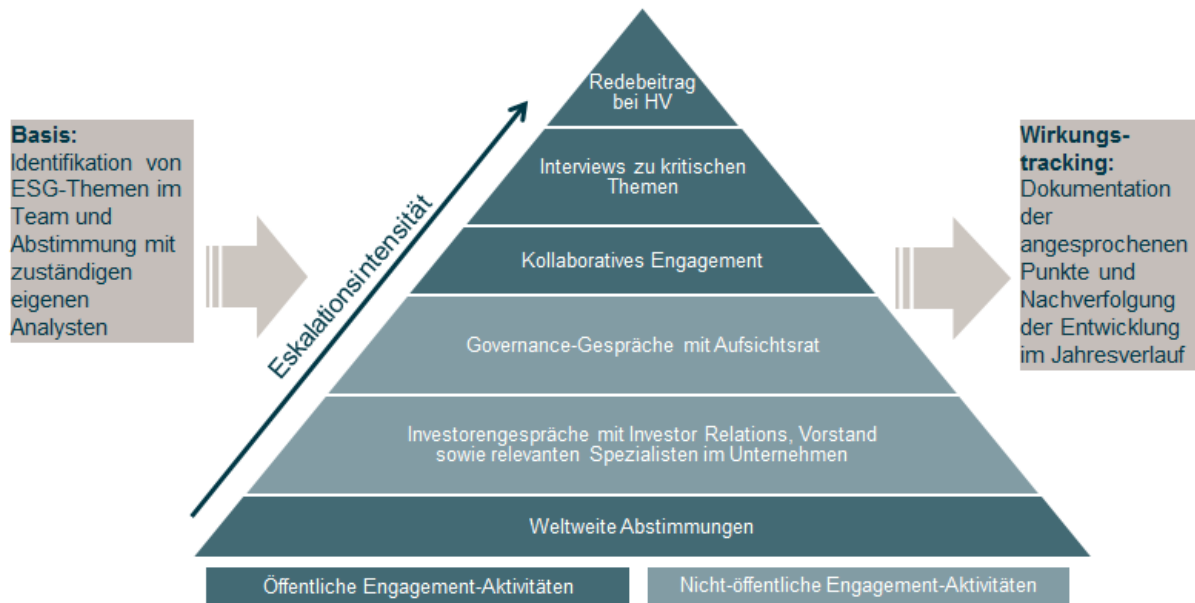 Basis:
Identifikation von
ESG-Themen im
Team und
Abstimmung mit
zuständigen
eigenen
Analysten
Eskalationsintensität
Redebeitrag
bei HV
Interviews zu kritischen
Themen
Kollaboratives Engagement
Governance-Gespräche mit Aufsichtsrat
Investorengespräche mit Investor Relations, Vorstand
sowie relevanten Spezialisten im Unternehmen
Weltweite Abstimmungen
Wirkungs-
tracking:
Dokumentation
der
angesprochenen
Punkte und
Nachverfolgung
der Entwicklung
im Jahresverlauf
Öffentliche Engagement-Aktivitäten
Nicht-öffentliche Engagement-Aktivitäten